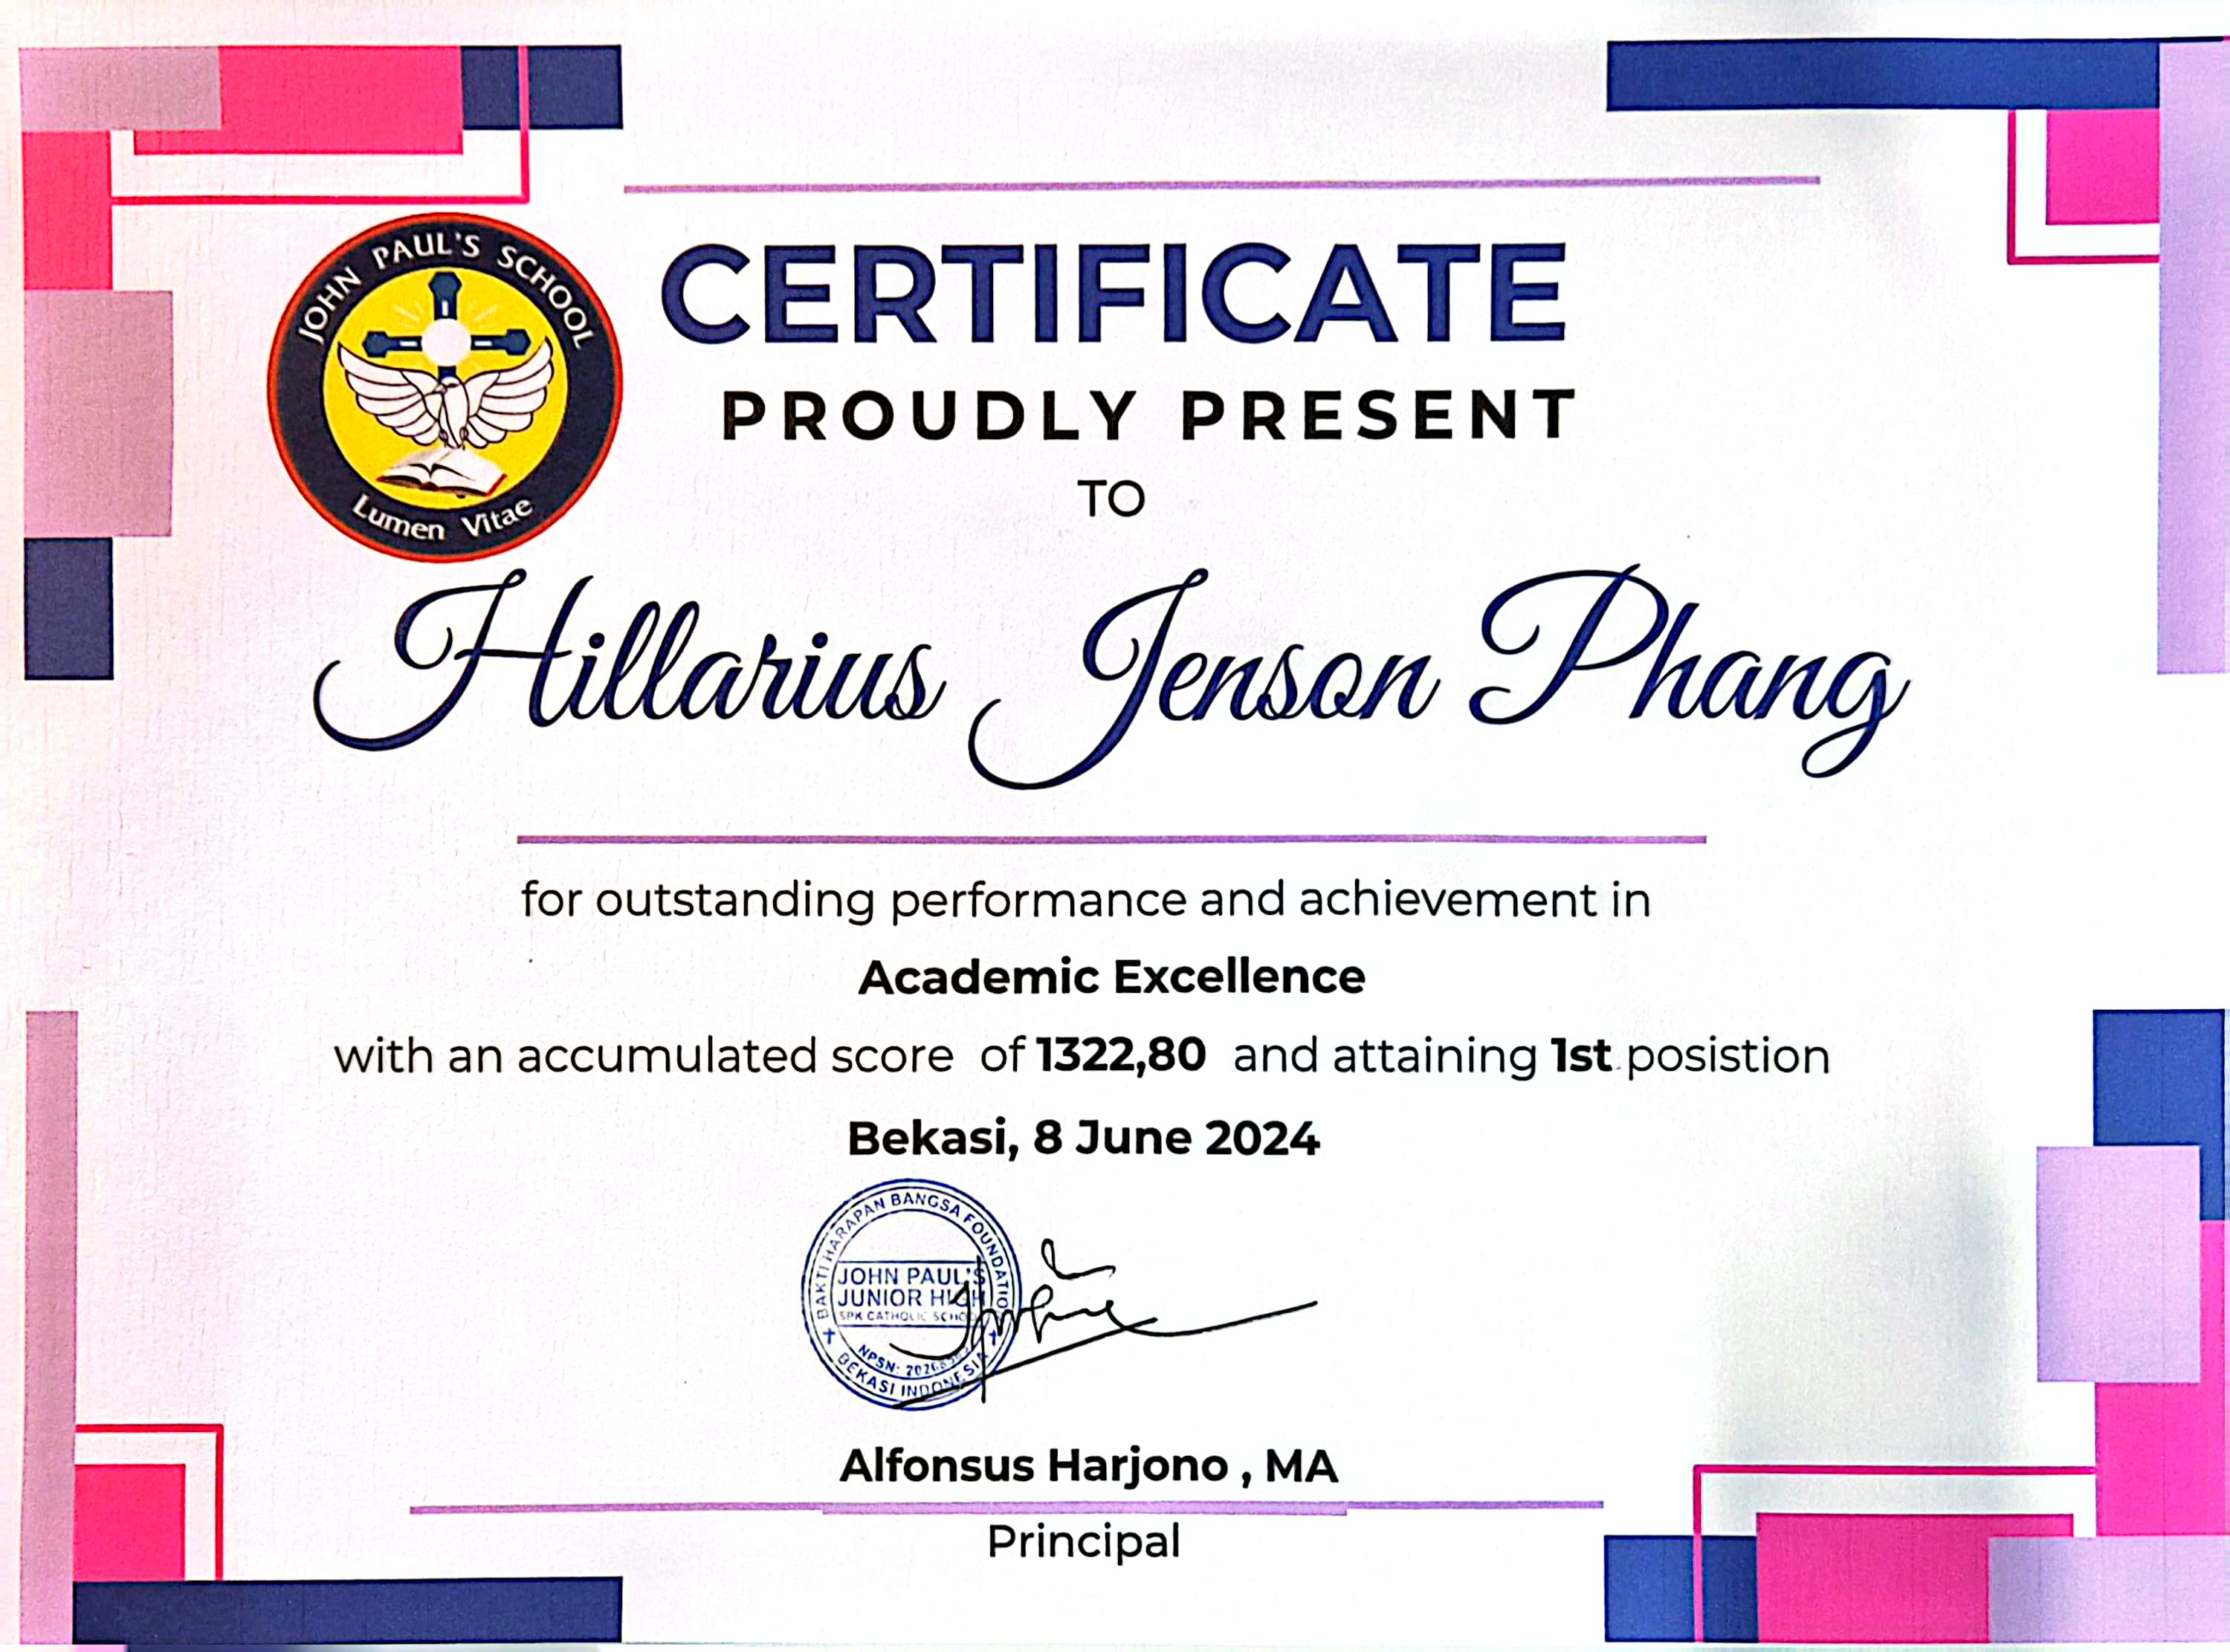 JOHN PAUL'S SCHOOL
Lumen Vitae
CERTIFICATE
PROUDLY PRESENT
TO
Hillarius Jenson Phang
for outstanding performance and achievement in
Academic Excellence
with an accumulated score of 1322,80 and attaining 1st posistion
Bekasi, 8 June 2024
BAKTI HARAPAN BANGSA FOUNDATION
JOHN PAUL'S
JUNIOR HIGH
SPK CATHOLIC SCHOOL
NPSN:
BEKASI INDONESIA
Alfonsus Harjono , MA
Principal